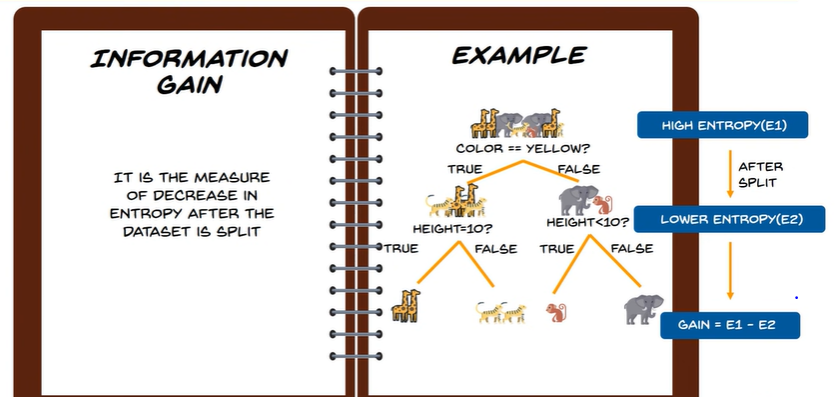 INFORMATION
GAIN
IT IS THE MEASURE
OF DECREASE IN
ENTROPY AFTER THE
DATASET IS SPLIT
EXAMPLE
COLOR == YELLOW?
TRUE
FALSE
HEIGHT=10?
HEIGHT<10?
TRUE
FALSE
TRUE
FALSE
HIGH ENTROPY(E1)
AFTER
SPLIT
LOWER ENTROPY(E2)
GAIN = E1 - E2